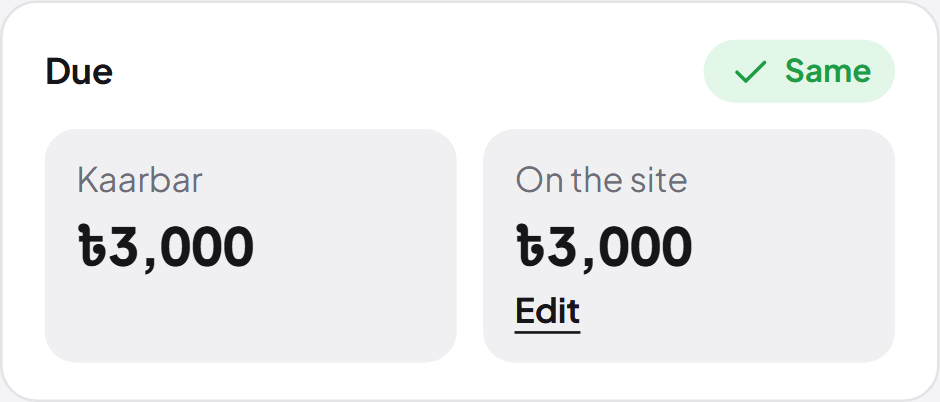 Due
Same
Kaarbar
৳3,000
On the site
৳3,000
Edit